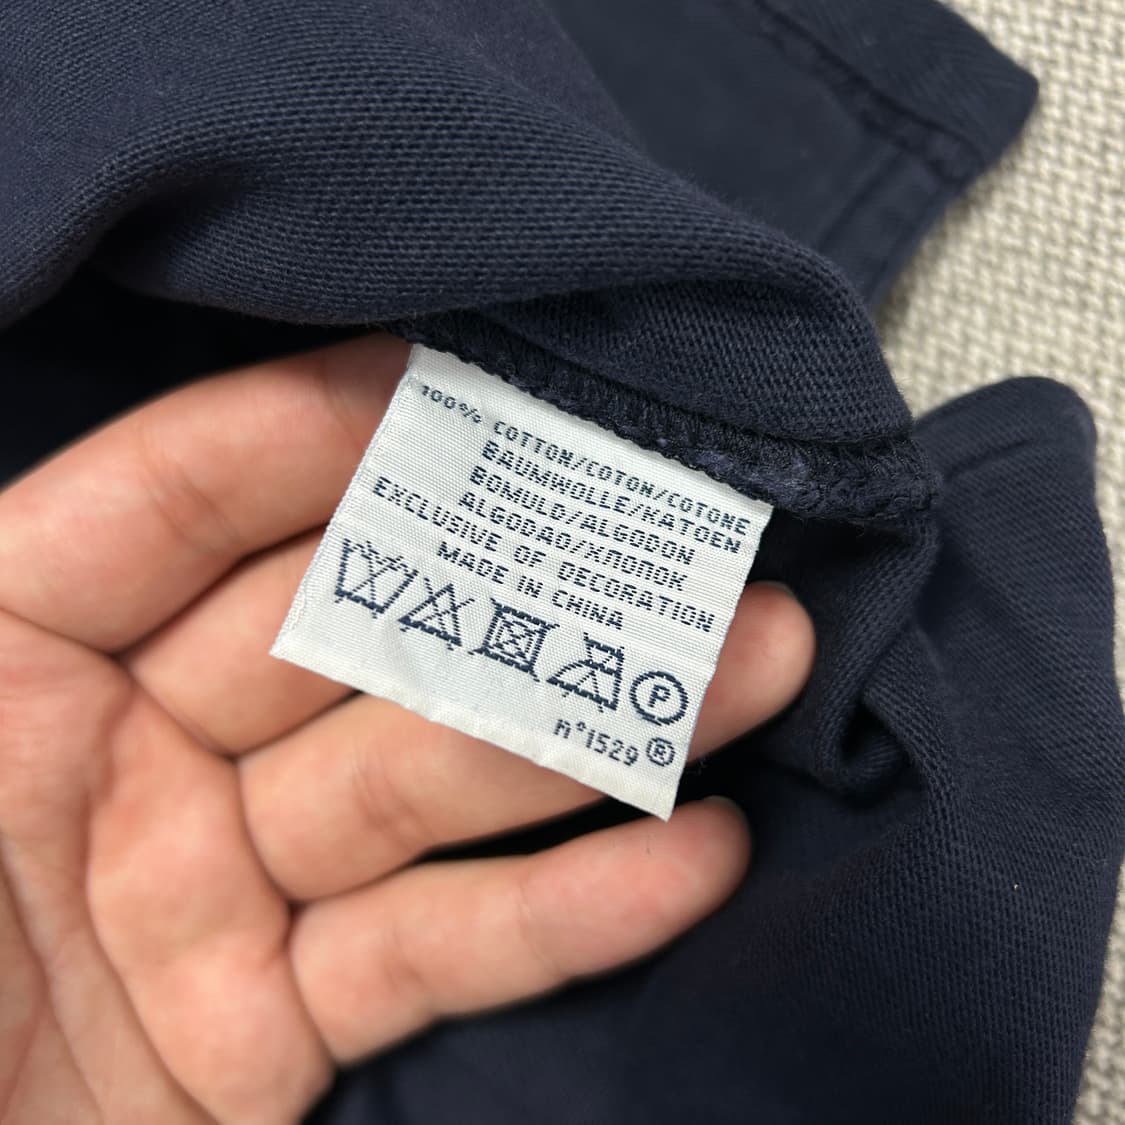 100% COTTON/COTON/COTONE
BAUMWOLLE/KATOEN
BOMULD/ALGODON
ALGODAO/ХЛОПОК
EXCLUSIVE OF DECORATION
MADE IN CHINA
P
n°1529 ®